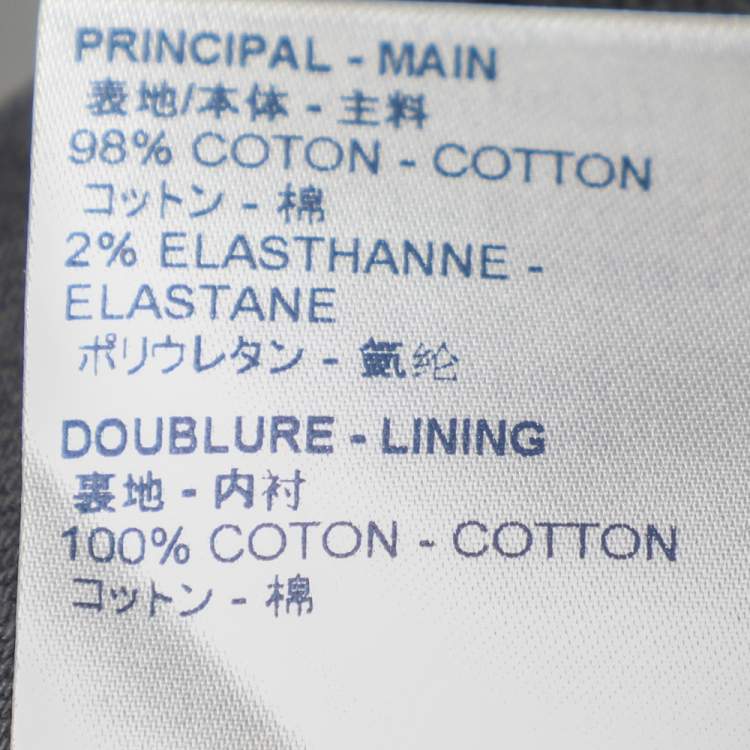 PRINCIPAL - MAIN
表地/本体 - 主料
98% COTON - COTTON
コットン - 棉
2% ELASTHANNE -
ELASTANE
ポリウレタン - 氨纶
DOUBLURE - LINING
裏地 - 内衬
100% COTON - COTTON
コットン - 棉